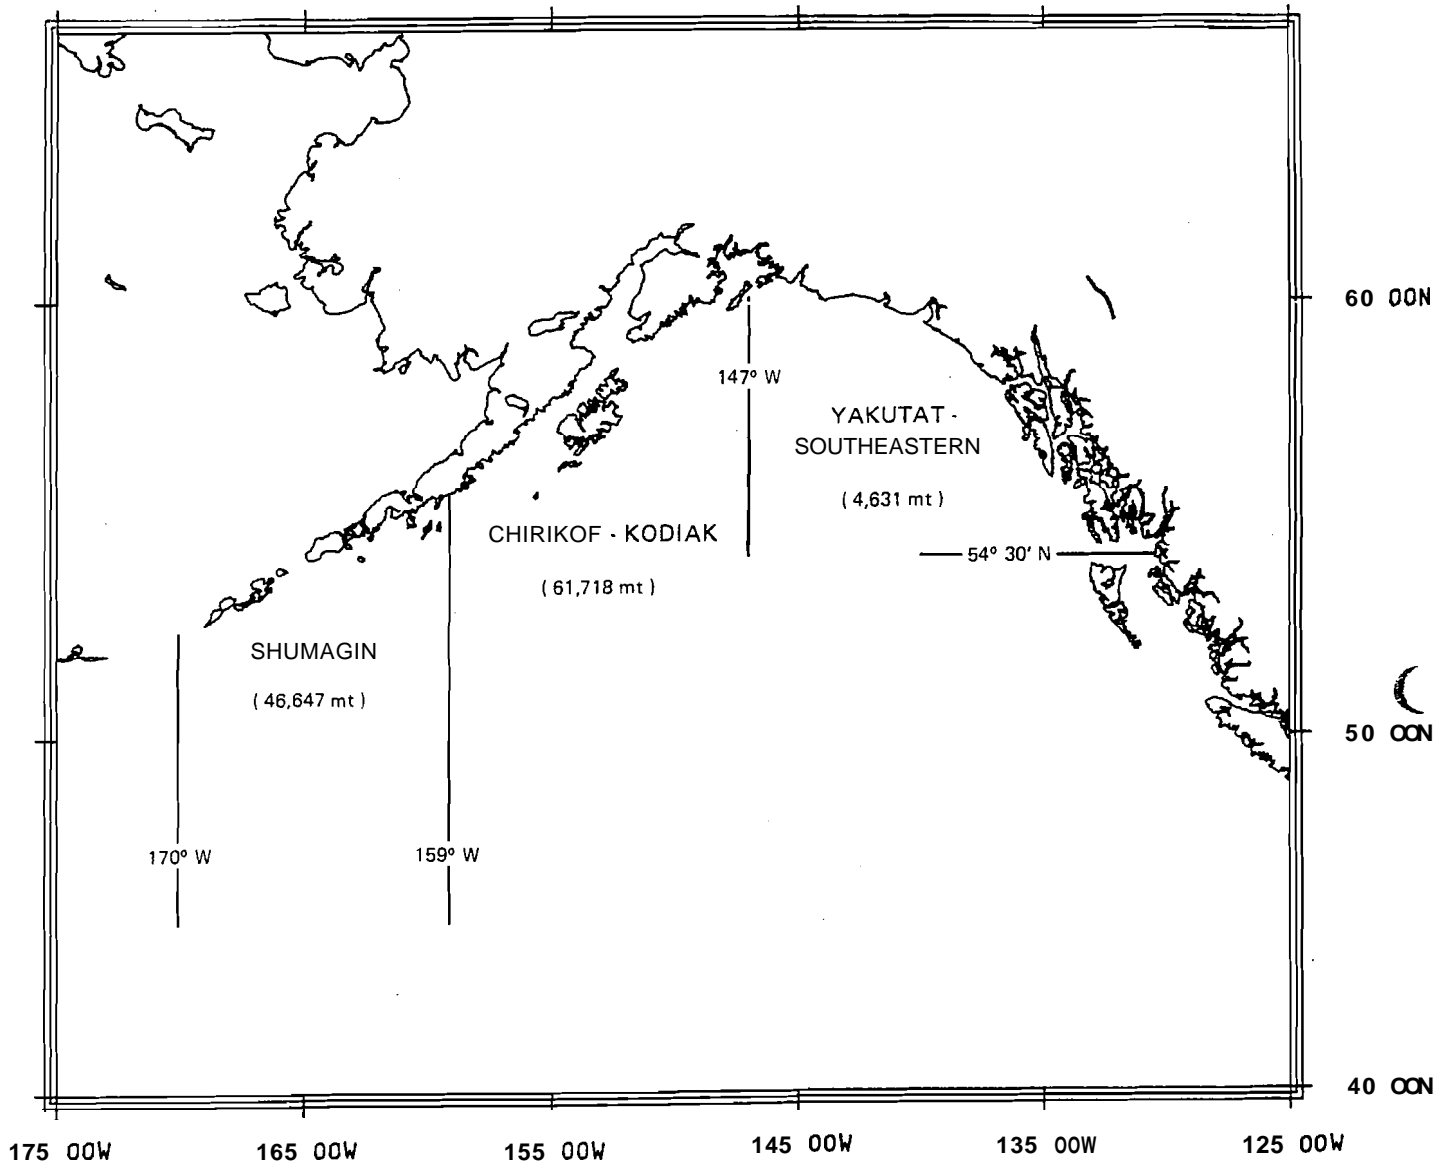 60 00N
147° W
YAKUTAT -
SOUTHEASTERN
( 4,631 mt )
CHIRIKOF - KODIAK
54° 30' N
( 61,718 mt )
SHUMAGIN
( 46,647 mt )
50 00N
170° W
159° W
40 00N
175 00W
165 00W
155 00W
145 00W
135 00W
125 00W